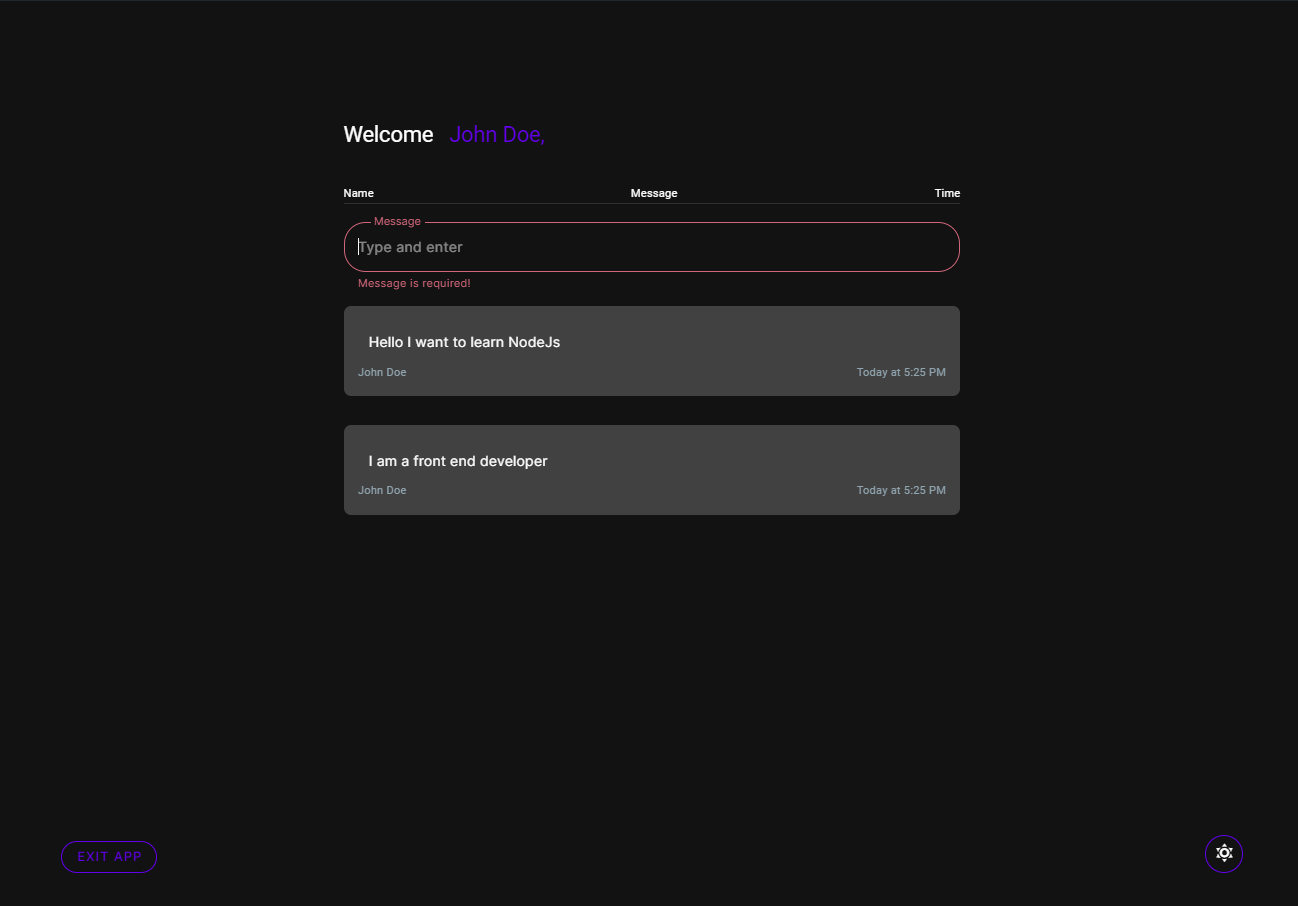 Welcome John Doe,
Name Message Time
Message
Type and enter
Message is required!
Hello I want to learn NodeJs
John Doe Today at 5:25 PM
I am a front end developer
John Doe Today at 5:25 PM
EXIT APP